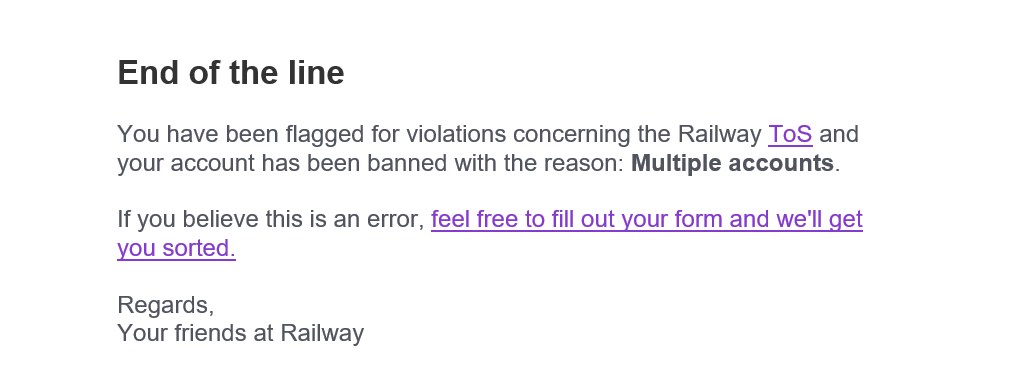 End of the line
You have been flagged for violations concerning the Railway ToS and
your account has been banned with the reason: Multiple accounts.
If you believe this is an error, feel free to fill out your form and we'll get
you sorted.
Regards,
Your friends at Railway